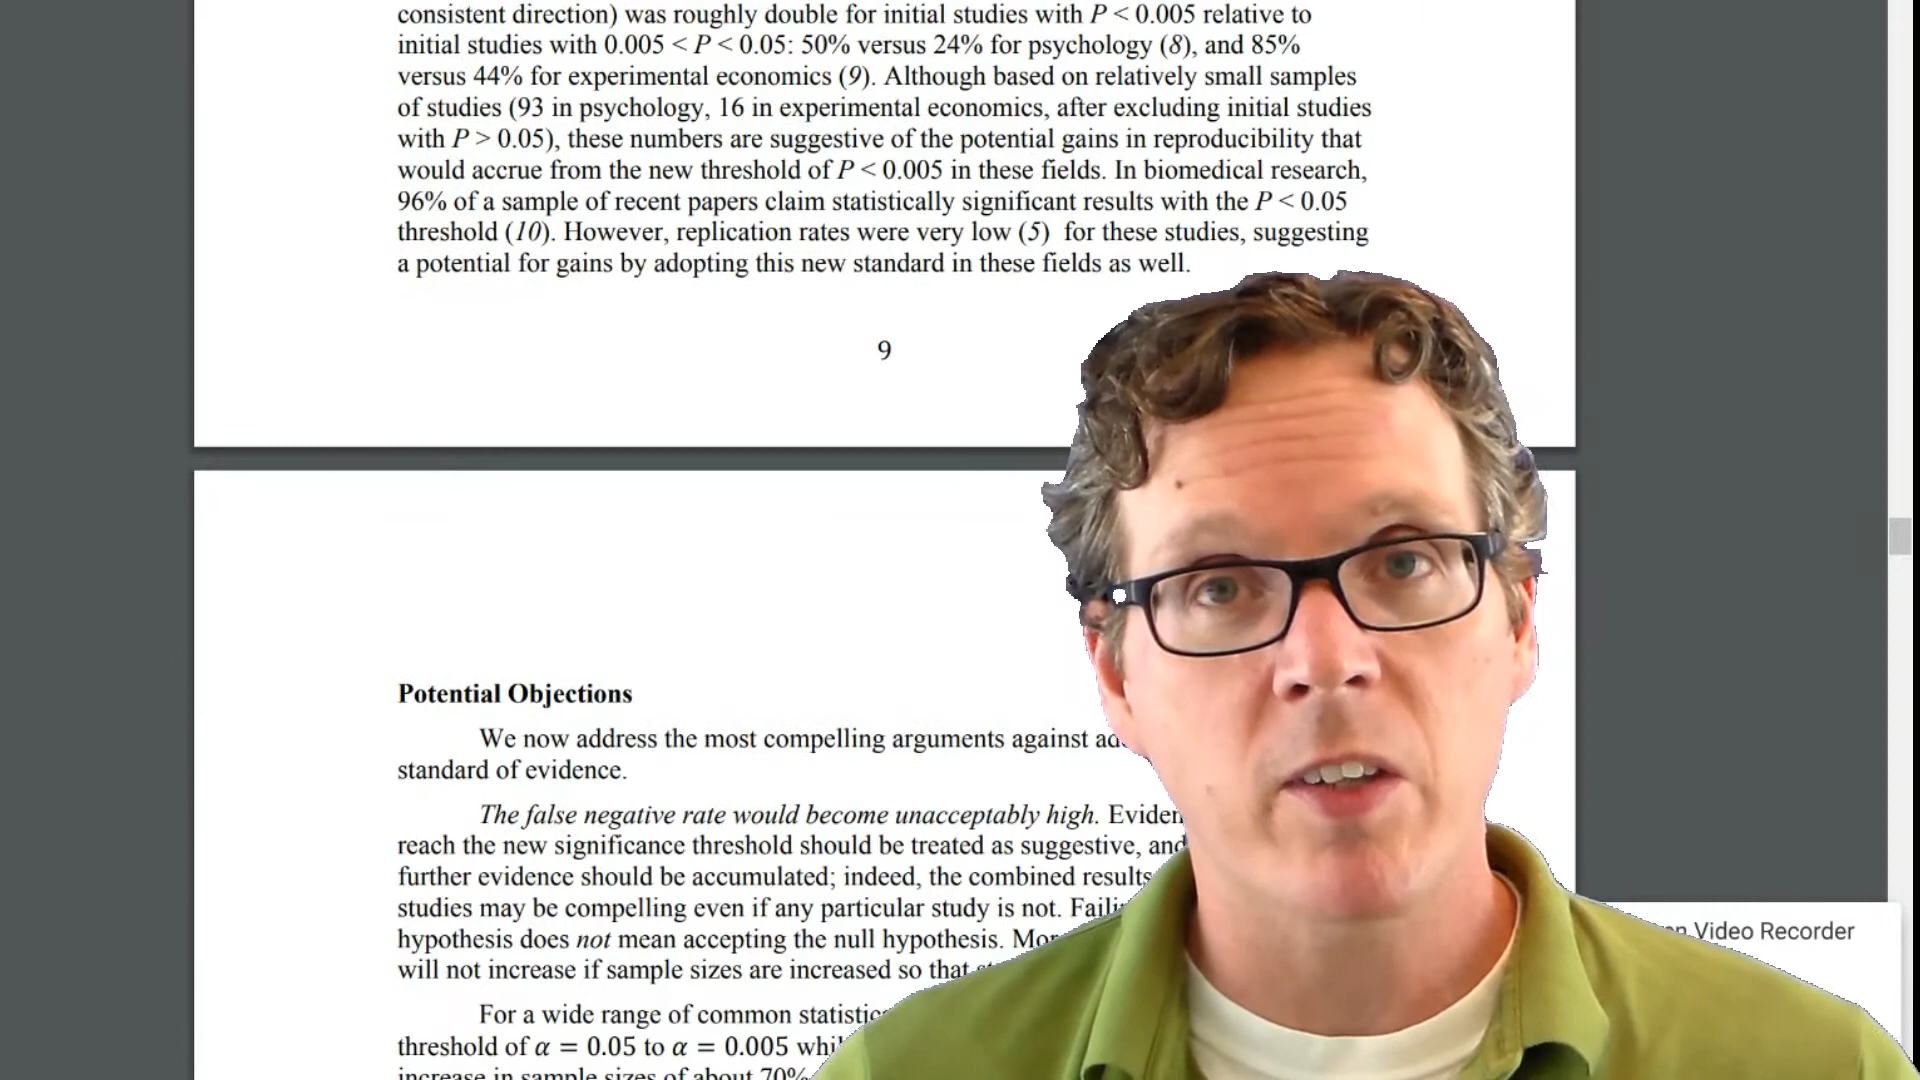 consistent direction) was roughly double for initial studies with P < 0.005 relative to
initial studies with 0.005 < P < 0.05: 50% versus 24% for psychology (8), and 85%
versus 44% for experimental economics (9). Although based on relatively small samples
of studies (93 in psychology, 16 in experimental economics, after excluding initial studies
with P > 0.05), these numbers are suggestive of the potential gains in reproducibility that
would accrue from the new threshold of P < 0.005 in these fields. In biomedical research,
96% of a sample of recent papers claim statistically significant results with the P < 0.05
threshold (10). However, replication rates were very low (5) for these studies, suggesting
a potential for gains by adopting this new standard in these fields as well.
9
Potential Objections
We now address the most compelling arguments against
standard of evidence.
The false negative rate would become unacceptably high.
reach the new significance threshold should be treated as suggestive, and
further evidence should be accumulated; indeed, the combined results
studies may be compelling even if any particular study is not.
hypothesis does not mean accepting the null hypothesis.
will not increase if sample sizes are increased so that
For a wide range of common
threshold of α = 0.05 to α = 0.005
increase in sample sizes of about 70%
Video Recorder